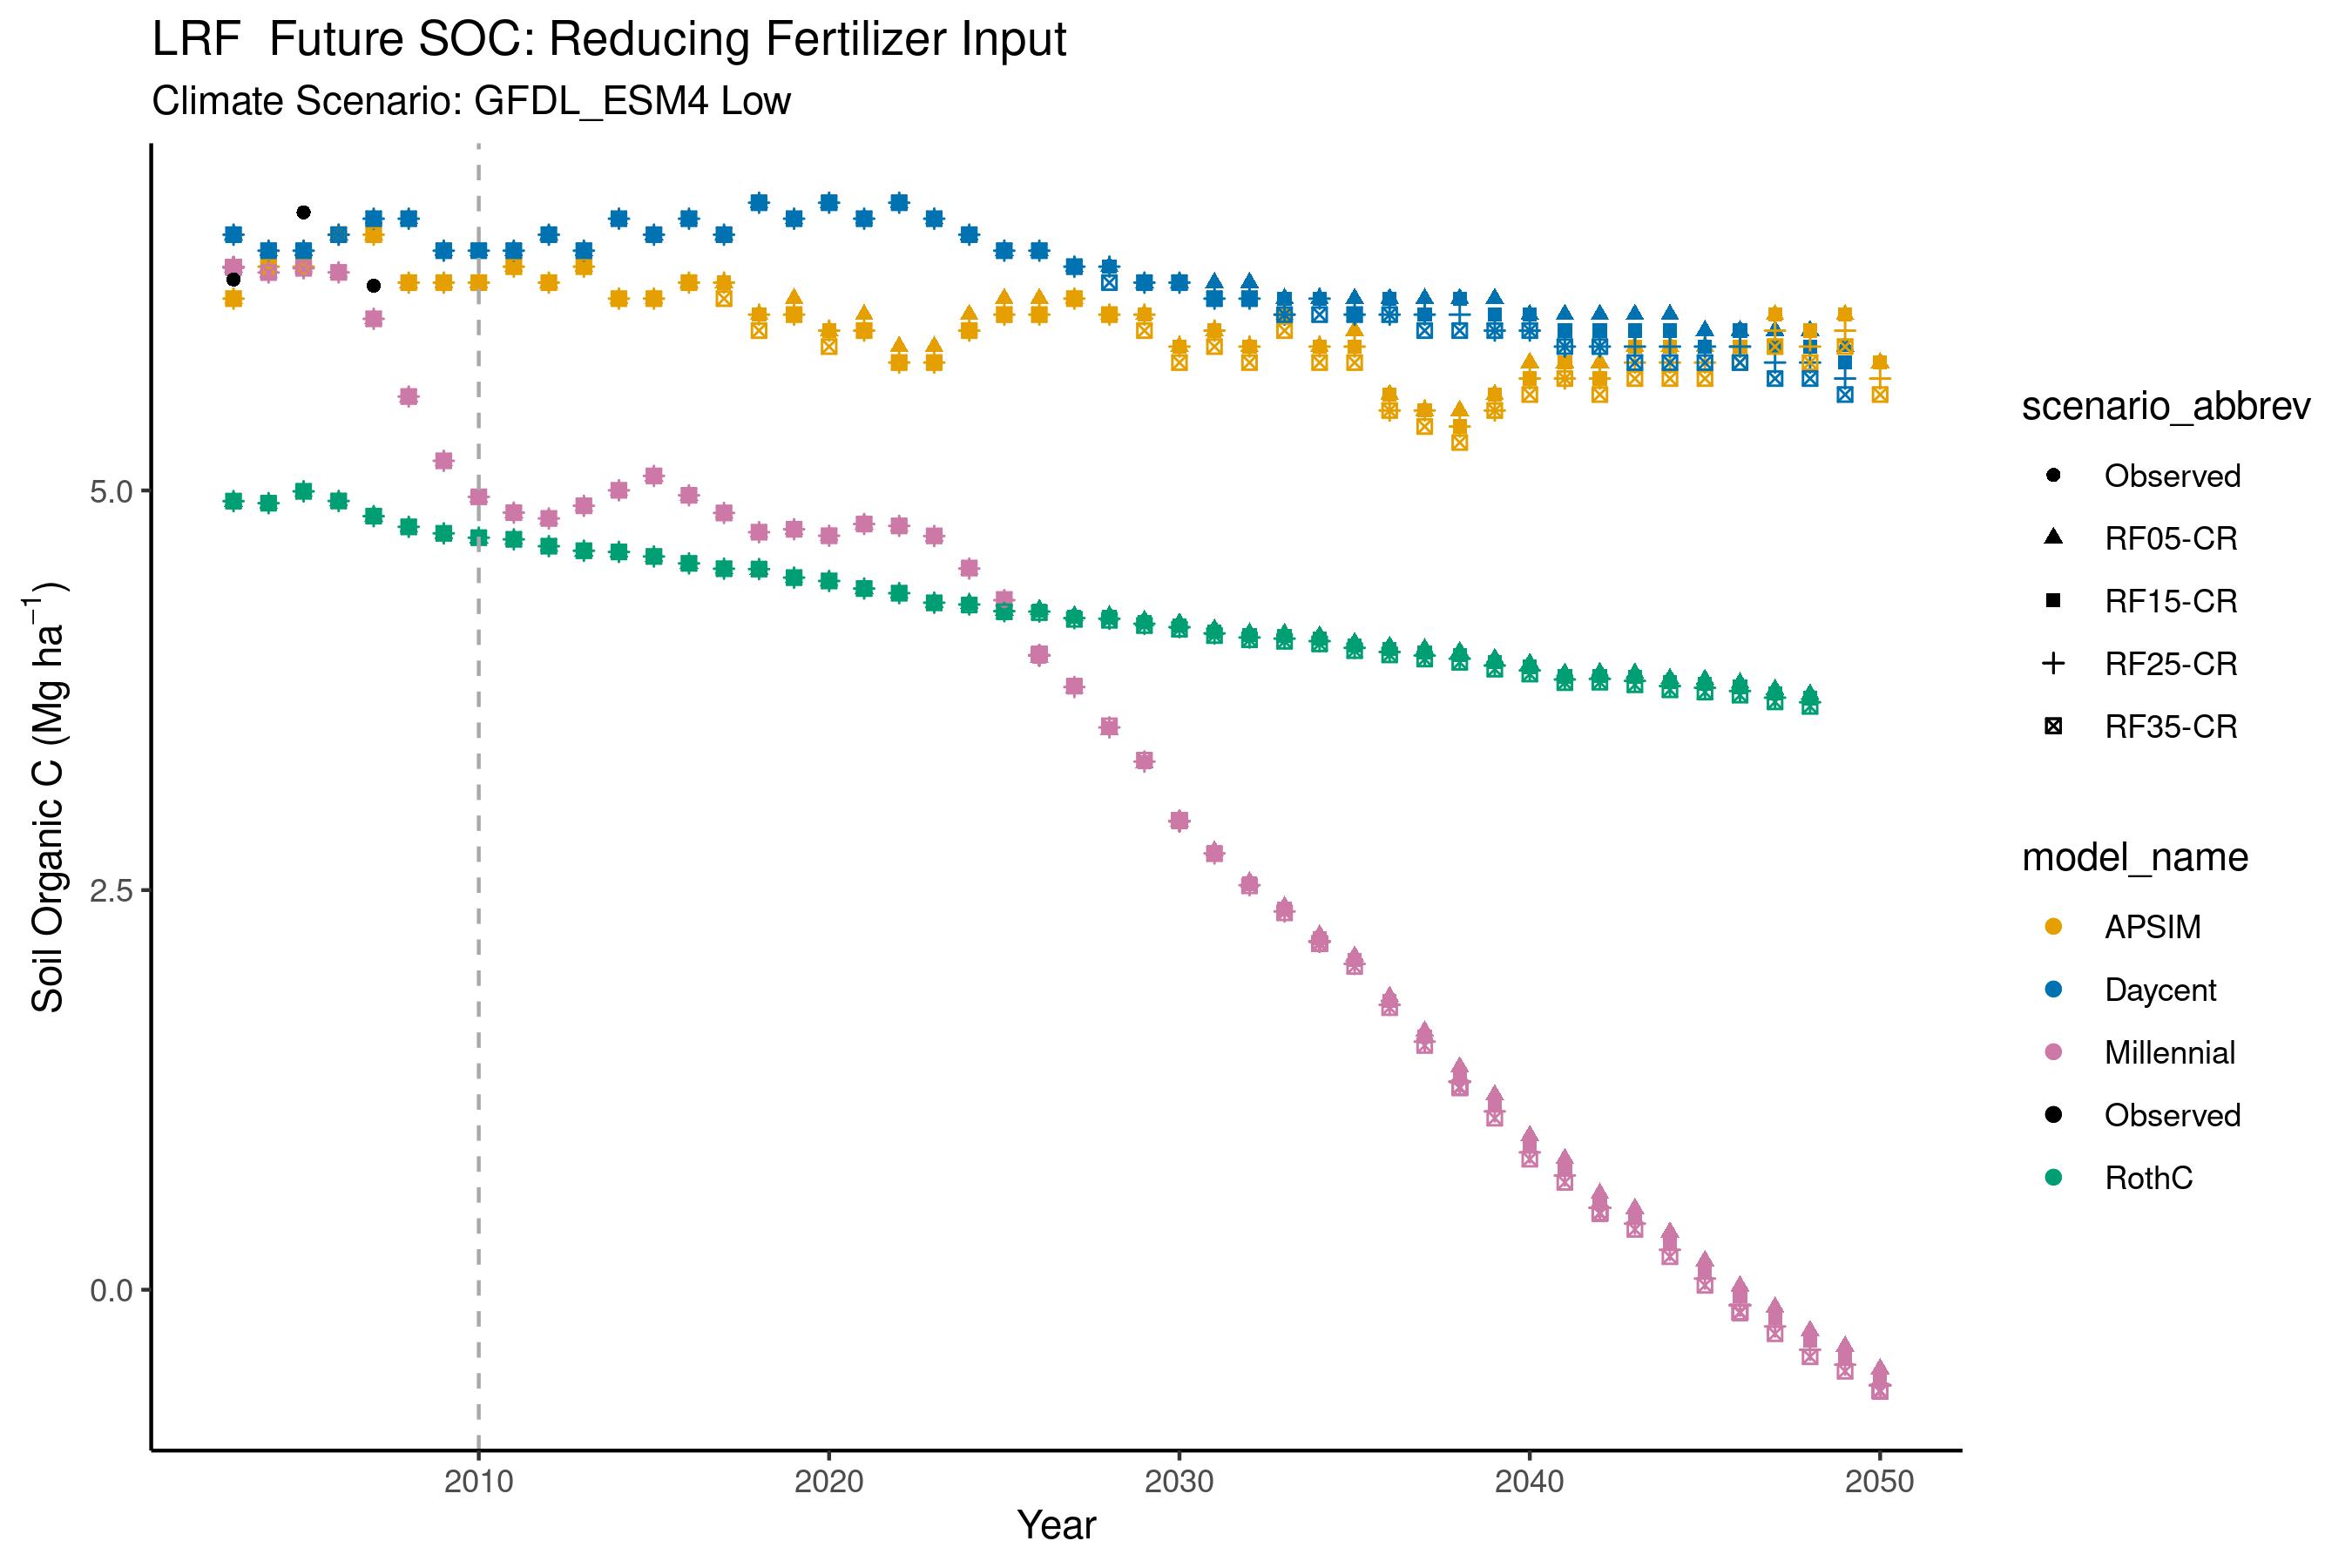 LRF  Future SOC: Reducing Fertilizer Input
Climate Scenario: GFDL_ESM4 Low
Soil Organic C (Mg ha⁻¹)
5.0
2.5
0.0
2010
2020
2030
2040
2050
Year
scenario_abbrev
Observed
RF05-CR
RF15-CR
RF25-CR
RF35-CR
model_name
APSIM
Daycent
Millennial
Observed
RothC